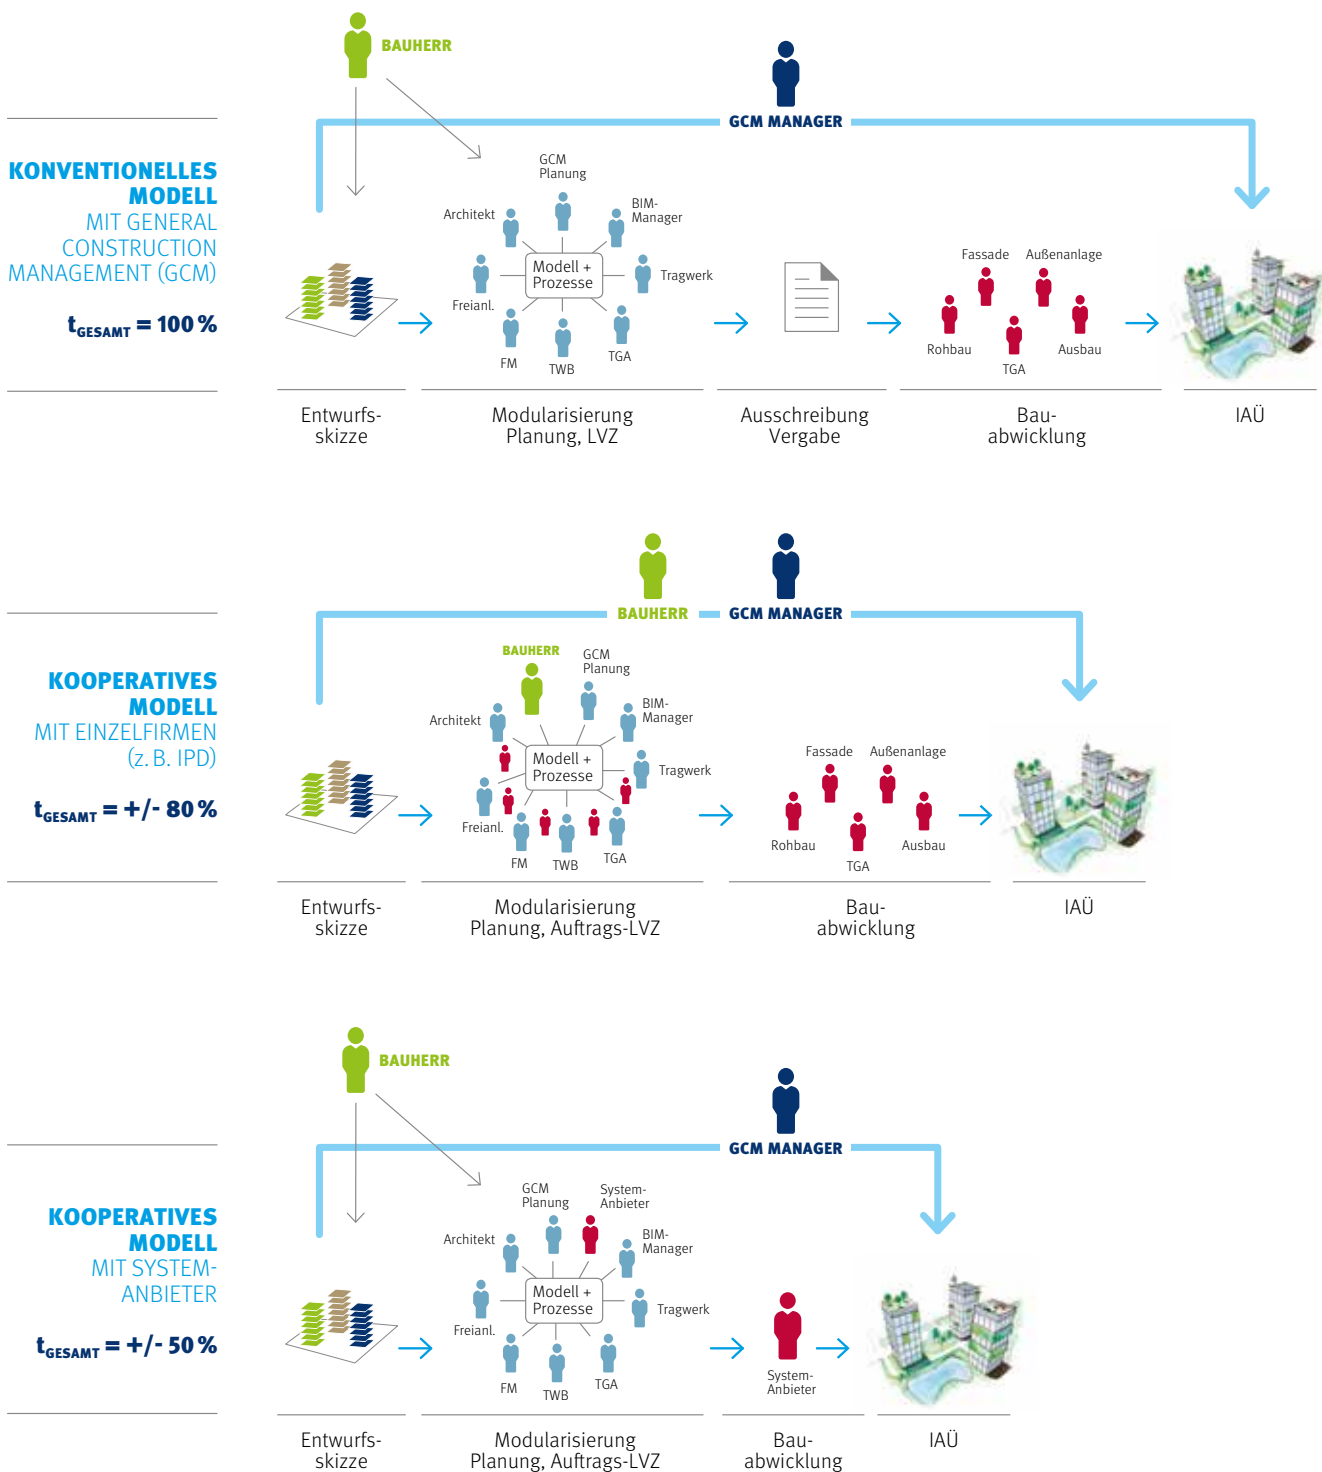 BAUHERR
GCM MANAGER
KONVENTIONELLES
MODELL
MIT GENERAL
CONSTRUCTION
MANAGEMENT (GCM)
tGESAMT = 100 %
GCM
Planung
Architekt
BIM-
Manager
Modell +
Prozesse
Tragwerk
Freianl.
FM
TWB
TGA
Fassade
Außenanlage
Rohbau
Ausbau
TGA
Entwurfs-
skizze
Modularisierung
Planung, LVZ
Ausschreibung
Vergabe
Bau-
abwicklung
IAÜ
BAUHERR
GCM MANAGER
KOOPERATIVES
MODELL
MIT EINZELFIRMEN
(z. B. IPD)
tGESAMT = +/- 80 %
BAUHERR
GCM
Planung
Architekt
BIM-
Manager
Modell +
Prozesse
Tragwerk
Freianl.
FM
TWB
TGA
Fassade
Außenanlage
Rohbau
Ausbau
TGA
Entwurfs-
skizze
Modularisierung
Planung, Auftrags-LVZ
Bau-
abwicklung
IAÜ
BAUHERR
GCM MANAGER
KOOPERATIVES
MODELL
MIT SYSTEM-
ANBIETER
tGESAMT = +/- 50 %
GCM
Planung
System-
Anbieter
Architekt
BIM-
Manager
Modell +
Prozesse
Tragwerk
Freianl.
FM
TWB
TGA
System-
Anbieter
Entwurfs-
skizze
Modularisierung
Planung, Auftrags-LVZ
Bau-
abwicklung
IAÜ